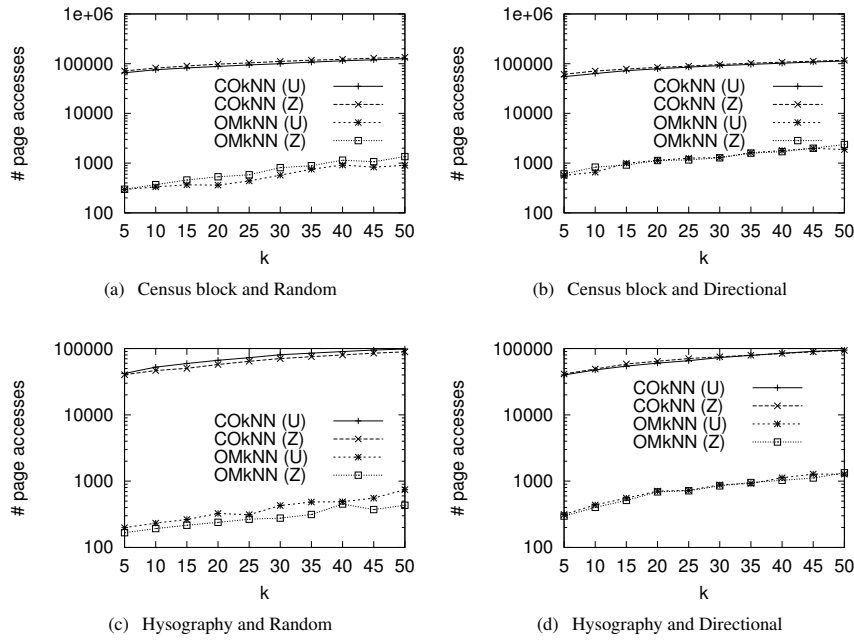 1e+06
100000
10000
1000
100
# page accesses
COkNN (U)
COkNN (Z)
OMkNN (U)
OMkNN (Z)
5 10 15 20 25 30 35 40 45 50
k
(a) Census block and Random
1e+06
100000
10000
1000
100
# page accesses
COkNN (U)
COkNN (Z)
OMkNN (U)
OMkNN (Z)
5 10 15 20 25 30 35 40 45 50
k
(b) Census block and Directional
100000
10000
1000
100
# page accesses
COkNN (U)
COkNN (Z)
OMkNN (U)
OMkNN (Z)
5 10 15 20 25 30 35 40 45 50
k
(c) Hysography and Random
100000
10000
1000
100
# page accesses
COkNN (U)
COkNN (Z)
OMkNN (U)
OMkNN (Z)
5 10 15 20 25 30 35 40 45 50
k
(d) Hysography and Directional